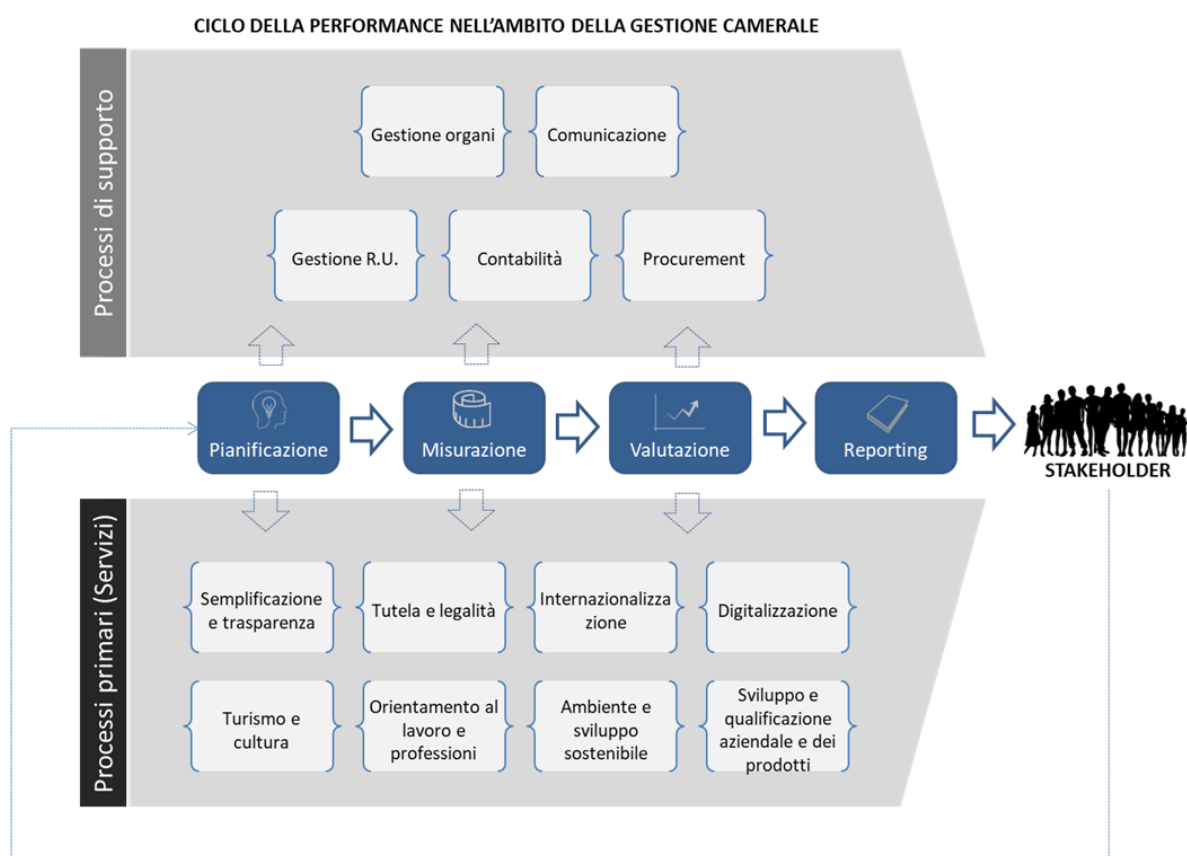 CICLO DELLA PERFORMANCE NELL'AMBITO DELLA GESTIONE CAMERALE
Processi di supporto
Gestione organi
Comunicazione
Gestione R.U.
Contabilità
Procurement
Pianificazione
Misurazione
Valutazione
Reporting
STAKEHOLDER
Processi primari (Servizi)
Semplificazione
e trasparenza
Tutela e legalità
Internazionalizza
zione
Digitalizzazione
Turismo e
cultura
Orientamento al
lavoro e
professioni
Ambiente e
sviluppo
sostenibile
Sviluppo e
qualificazione
aziendale e dei
prodotti